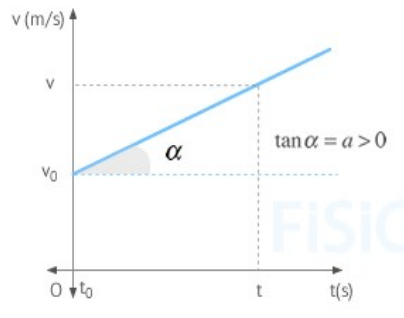 v (m/s)
v
α
tan α = a > 0
v₀
FiSiC
O t₀ t t(s)